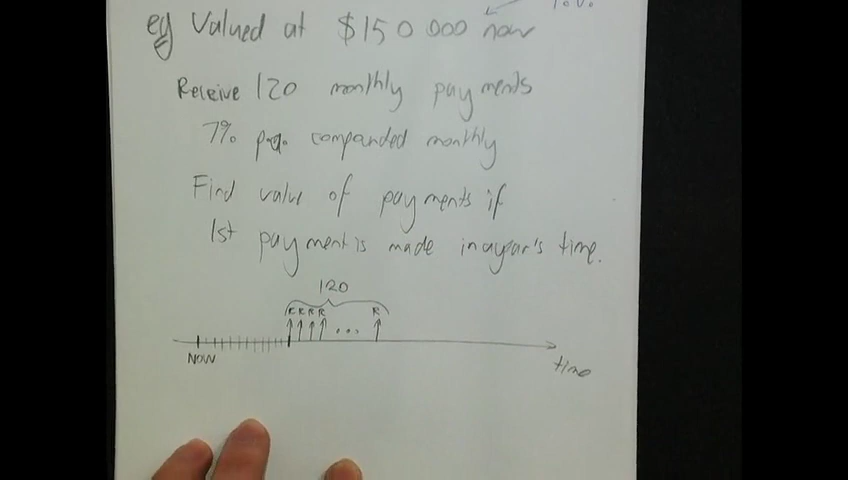 eg Valued at $150 000 now
Receive 120 monthly payments
7% p.a. compounded monthly
Find value of payments if
1st payment is made in a year's time.
120
R R R R R
...
NOW
time